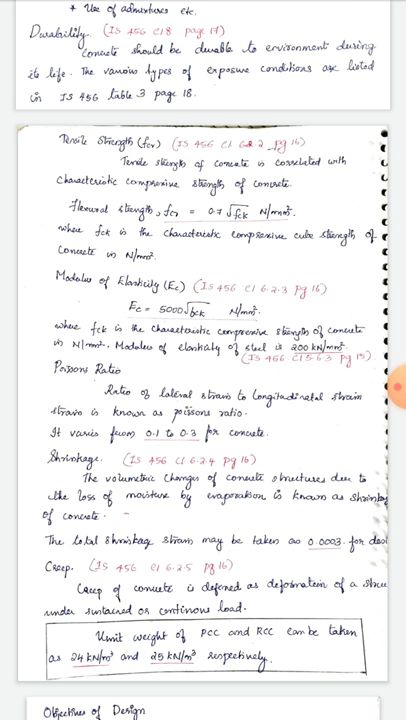 * Use of admixtures etc.
Durability (IS 456 Cl 8 page 17)
Concrete should be durable to environment during
its life. The various types of exposure conditions are listed
in IS 456 table 3 page 18.
Tensile Strength (fcr) (IS 456 Cl 6.2.2 pg 16)
Tensile strength of concrete is correlated with
characteristic compressive strength of concrete.
Flexural strength, fcr = 0.7√fck N/mm².
where fck is the characteristic compressive cube strength of
concrete in N/mm².
Modulus of Elasticity (Ec) (IS 456 Cl 6.2.3 pg 16)
Ec = 5000√fck N/mm².
where fck is the characteristic compressive strength of concrete
in N/mm². Modulus of elasticity of steel is 200 kN/mm².
(IS 456 Cl 5.6.3 pg 15)
Poissons Ratio
Ratio of lateral strain to longitudinal strain
strain is known as poissons ratio.
It varies from 0.1 to 0.3 for concrete.
Shrinkage. (IS 456 Cl 6.2.4 pg 16)
The volumetric changes of concrete structures due to
the loss of moisture by evaporation is known as shrinkag
of concrete.
The total shrinkage strain may be taken as 0.0003 for desi
Creep. (IS 456 Cl 6.2.5 pg 16)
Creep of concrete is defined as deformation of a struc
under sustained or continous load.
Unit weight of PCC and RCC can be taken
as 24 kN/m³ and 25 kN/m³ respectively.
Objectives of Design